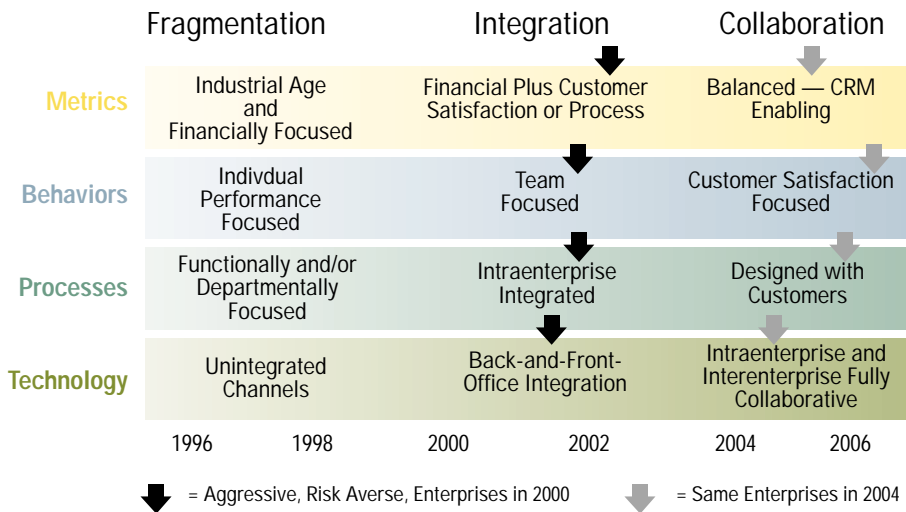 Fragmentation
Integration
Collaboration
Metrics
Industrial Age
and
Financially Focused
Financial Plus Customer
Satisfaction or Process
Balanced — CRM
Enabling
Behaviors
Indivdual
Performance
Focused
Team
Focused
Customer Satisfaction
Focused
Processes
Functionally and/or
Departmentally
Focused
Intraenterprise
Integrated
Designed with
Customers
Technology
Unintegrated
Channels
Back-and-Front-
Office Integration
Intraenterprise and
Interenterprise Fully
Collaborative
1996 1998 2000 2002 2004 2006
= Aggressive, Risk Averse, Enterprises in 2000
= Same Enterprises in 2004